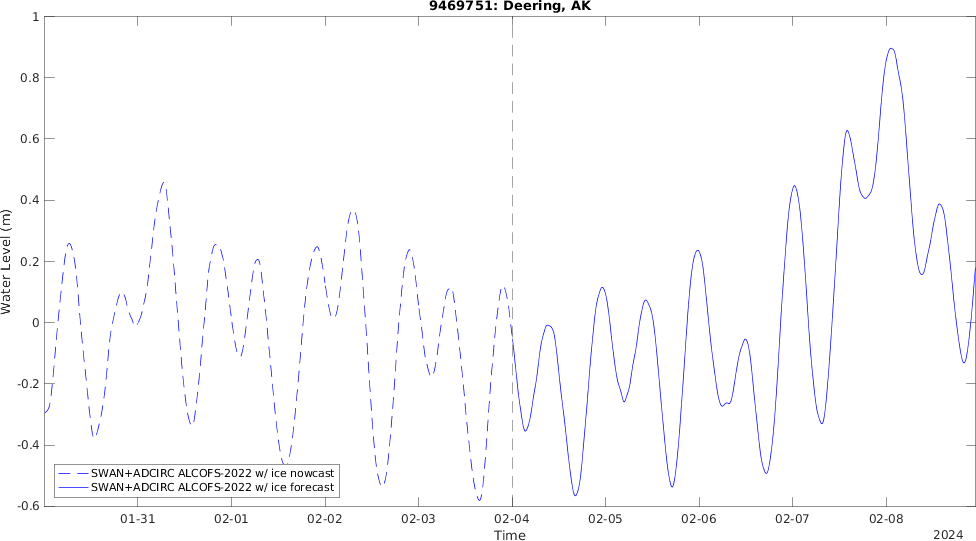 9469751: Deering, AK
1
0.8
0.6
0.4
0.2
0
-0.2
-0.4
-0.6
Water Level (m)
SWAN+ADCIRC ALCOFS-2022 w/ ice nowcast
SWAN+ADCIRC ALCOFS-2022 w/ ice forecast
01-31 02-01 02-02 02-03 02-04 02-05 02-06 02-07 02-08
Time
2024